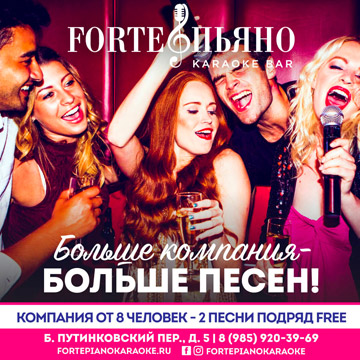 FORTEпьяно
KARAOKE BAR
Больше компания-
БОЛЬШЕ ПЕСЕН!
КОМПАНИЯ ОТ 8 ЧЕЛОВЕК - 2 ПЕСНИ ПОДРЯД FREE
Б. ПУТИНКОВСКИЙ ПЕР., Д. 5 | 8 (985) 920-39-69
FORTEPIANOKARAOKE.RU FORTEPIANOKARAOKE